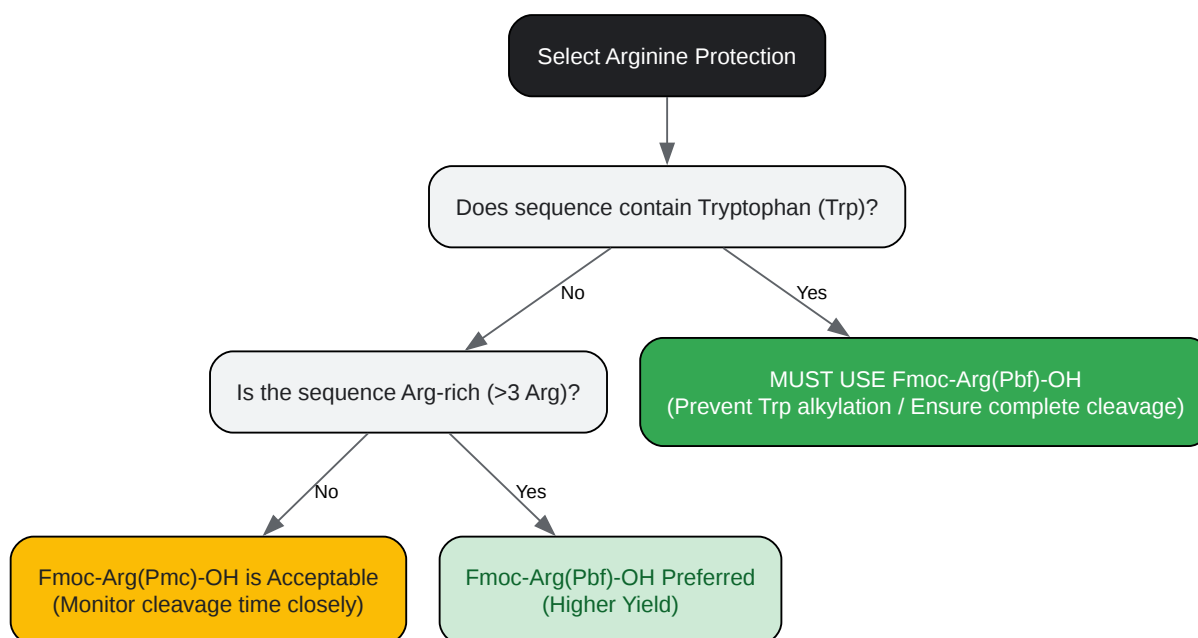 Select Arginine Protection
Does sequence contain Tryptophan (Trp)?
No
Yes
Is the sequence Arg-rich (>3 Arg)?
MUST USE Fmoc-Arg(Pbf)-OH
(Prevent Trp alkylation / Ensure complete cleavage)
No
Yes
Fmoc-Arg(Pmc)-OH is Acceptable
(Monitor cleavage time closely)
Fmoc-Arg(Pbf)-OH Preferred
(Higher Yield)